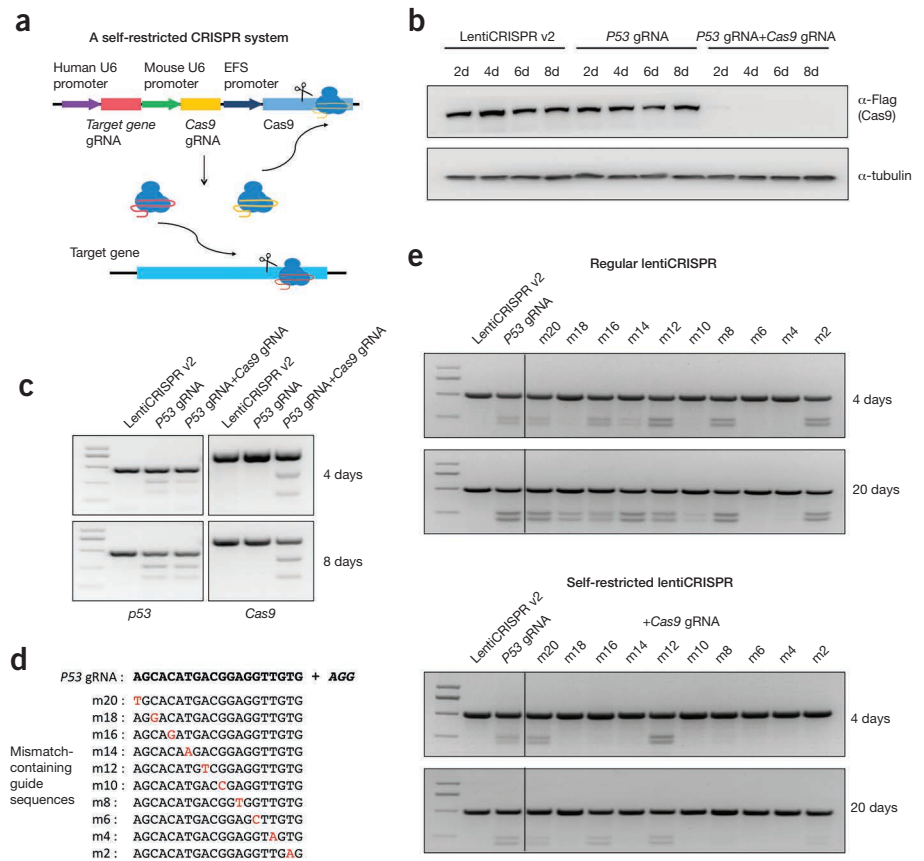 a
A self-restricted CRISPR system
Human U6 promoter
Mouse U6 promoter
EFS promoter
Target gene gRNA
Cas9 gRNA
Cas9
Target gene
b
LentiCRISPR v2
P53 gRNA
P53 gRNA+Cas9 gRNA
2d 4d 6d 8d 2d 4d 6d 8d 2d 4d 6d 8d
α-Flag (Cas9)
α-tubulin
c
LentiCRISPR v2
P53 gRNA
P53 gRNA+Cas9 gRNA
LentiCRISPR v2
P53 gRNA
P53 gRNA+Cas9 gRNA
4 days
8 days
p53
Cas9
d
P53 gRNA: AGCACATGACGGAGGTTGTG + AGG
Mismatch-containing guide sequences
m20 : TGCACATGACGGAGGTTGTG
m18 : AGGACATGACGGAGGTTGTG
m16 : AGCAGATGACGGAGGTTGTG
m14 : AGCACAAGACGGAGGTTGTG
m12 : AGCACATGTCGGAGGTTGTG
m10 : AGCACATGACCGAGGTTGTG
m8 : AGCACATGACGGTGGTTGTG
m6 : AGCACATGACGGAGCTTGTG
m4 : AGCACATGACGGAGGTAGTG
m2 : AGCACATGACGGAGGTTGAG
e
Regular lentiCRISPR
LentiCRISPR v2 P53 gRNA m20 m18 m16 m14 m12 m10 m8 m6 m4 m2
4 days
20 days
Self-restricted lentiCRISPR
+Cas9 gRNA
LentiCRISPR v2 P53 gRNA m20 m18 m16 m14 m12 m10 m8 m6 m4 m2
4 days
20 days